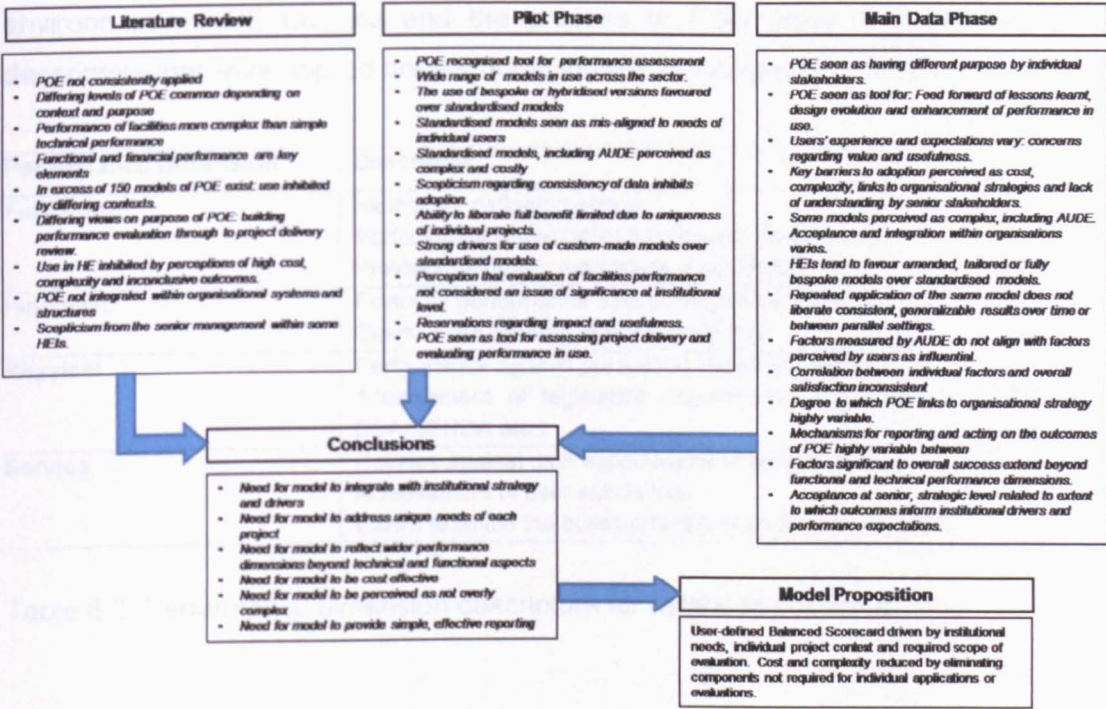 Literature Review
POE not consistently applied
Differing levels of POE common depending on
context and purpose
Performance of facilities more complex than simple
technical performance
Functional and financial performance are key
elements
In excess of 150 models of POE exist: use inhibited
by differing contexts.
Differing views on purpose of POE: building
performance evaluation through to project delivery
review.
Use in HE inhibited by perceptions of high cost,
complexity and inconclusive outcomes.
POE not integrated within organisational systems and
structures
Scepticism from the senior management within some
HEIs.
Pilot Phase
POE recognised tool for performance assessment
Wide range of models in use across the sector.
The use of bespoke or hybridised versions favoured
over standardised models
Standardised models seen as mis-aligned to needs of
individual users
Standardised models, including AUDE perceived as
complex and costly
Scepticism regarding consistency of data inhibits
adoption.
Ability to liberate full benefit limited due to uniqueness
of individual projects.
Strong drivers for use of custom-made models over
standardised models.
Perception that evaluation of facilities performance
not considered an issue of significance at institutional
level.
Reservations regarding impact and usefulness.
POE seen as tool for assessing project delivery and
evaluating performance in use.
Main Data Phase
POE seen as having different purpose by individual
stakeholders.
POE seen as tool for: Feed forward of lessons learnt,
design evolution and enhancement of performance in
use.
Users' experience and expectations vary: concerns
regarding value and usefulness.
Key barriers to adoption perceived as cost,
complexity, links to organisational strategies and lack
of understanding by senior stakeholders.
Some models perceived as complex, including AUDE.
Acceptance and integration within organisations
varies.
HEIs tend to favour amended, tailored or fully
bespoke models over standardised models.
Repeated application of the same model does not
liberate consistent, generalizable results over time or
between parallel settings.
Factors measured by AUDE do not align with factors
perceived by users as influential.
Correlation between individual factors and overall
satisfaction inconsistent
Degree to which POE links to organisational strategy
highly variable.
Mechanisms for reporting and acting on the outcomes
of POE highly variable between
Factors significant to overall success extend beyond
functional and technical performance dimensions.
Acceptance at senior, strategic level related to extent
to which outcomes inform institutional drivers and
performance expectations.
Conclusions
Need for model to integrate with institutional strategy
and drivers
Need for model to address unique needs of each
project
Need for model to reflect wider performance
dimensions beyond technical and functional aspects
Need for model to be cost effective
Need for model to be perceived as not overly
complex
Need for model to provide simple, effective reporting
Model Proposition
User-defined Balanced Scorecard driven by institutional
needs, individual project context and required scope of
evaluation. Cost and complexity reduced by eliminating
components not required for individual applications or
evaluations.